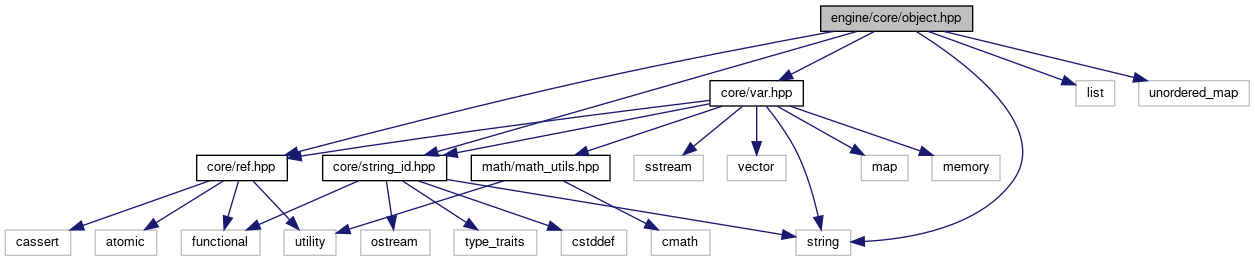 engine/core/object.hpp
core/var.hpp
list
unordered_map
core/ref.hpp
core/string_id.hpp
math/math_utils.hpp
sstream
vector
map
memory
cassert
atomic
functional
utility
ostream
type_traits
cstddef
cmath
string